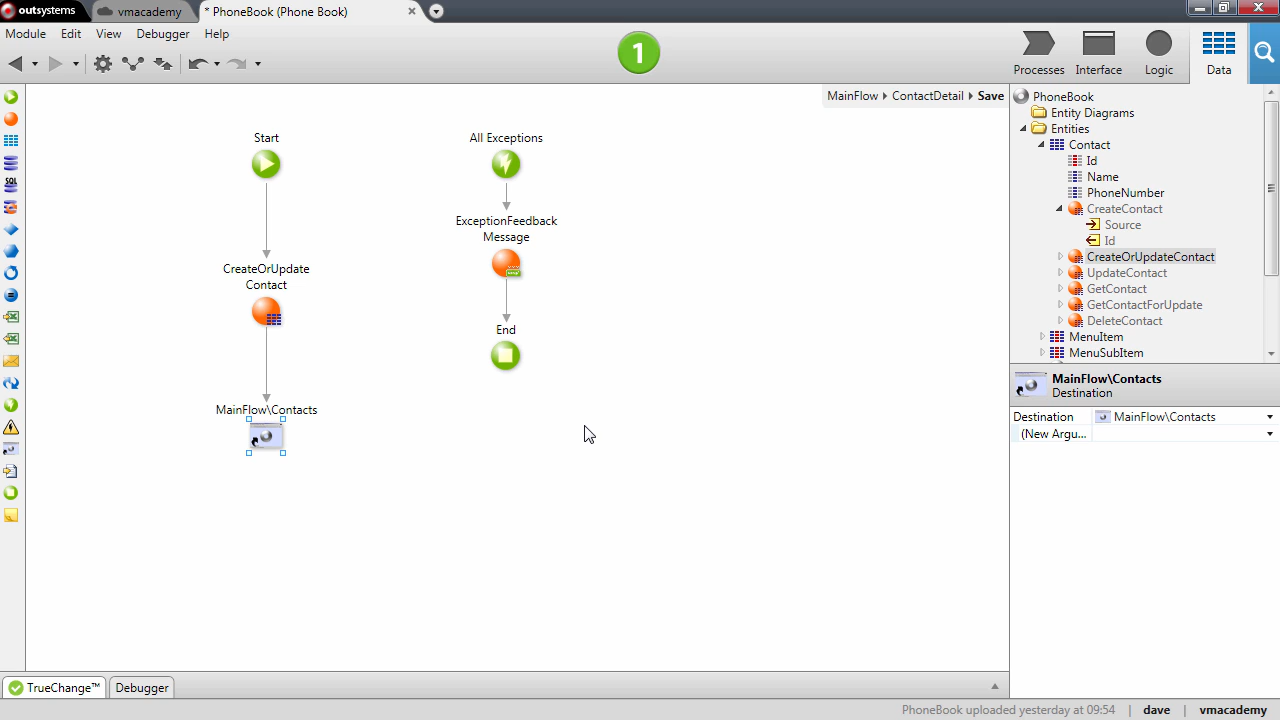 outsystems
vmacademy
* PhoneBook (Phone Book)
Module Edit View Debugger Help
1
Processes Interface Logic Data
MainFlow ContactDetail Save
Start
CreateOrUpdate
Contact
MainFlow\Contacts
All Exceptions
ExceptionFeedback
Message
End
SQL
PhoneBook
Entity Diagrams
Entities
Contact
Id
Name
PhoneNumber
CreateContact
Source
Id
CreateOrUpdateContact
UpdateContact
GetContact
GetContactForUpdate
DeleteContact
MenuItem
MenuSubItem
MainFlow\Contacts
Destination
Destination MainFlow\Contacts
(New Argu...
TrueChange™ Debugger
PhoneBook uploaded yesterday at 09:54 | dave | vmacademy